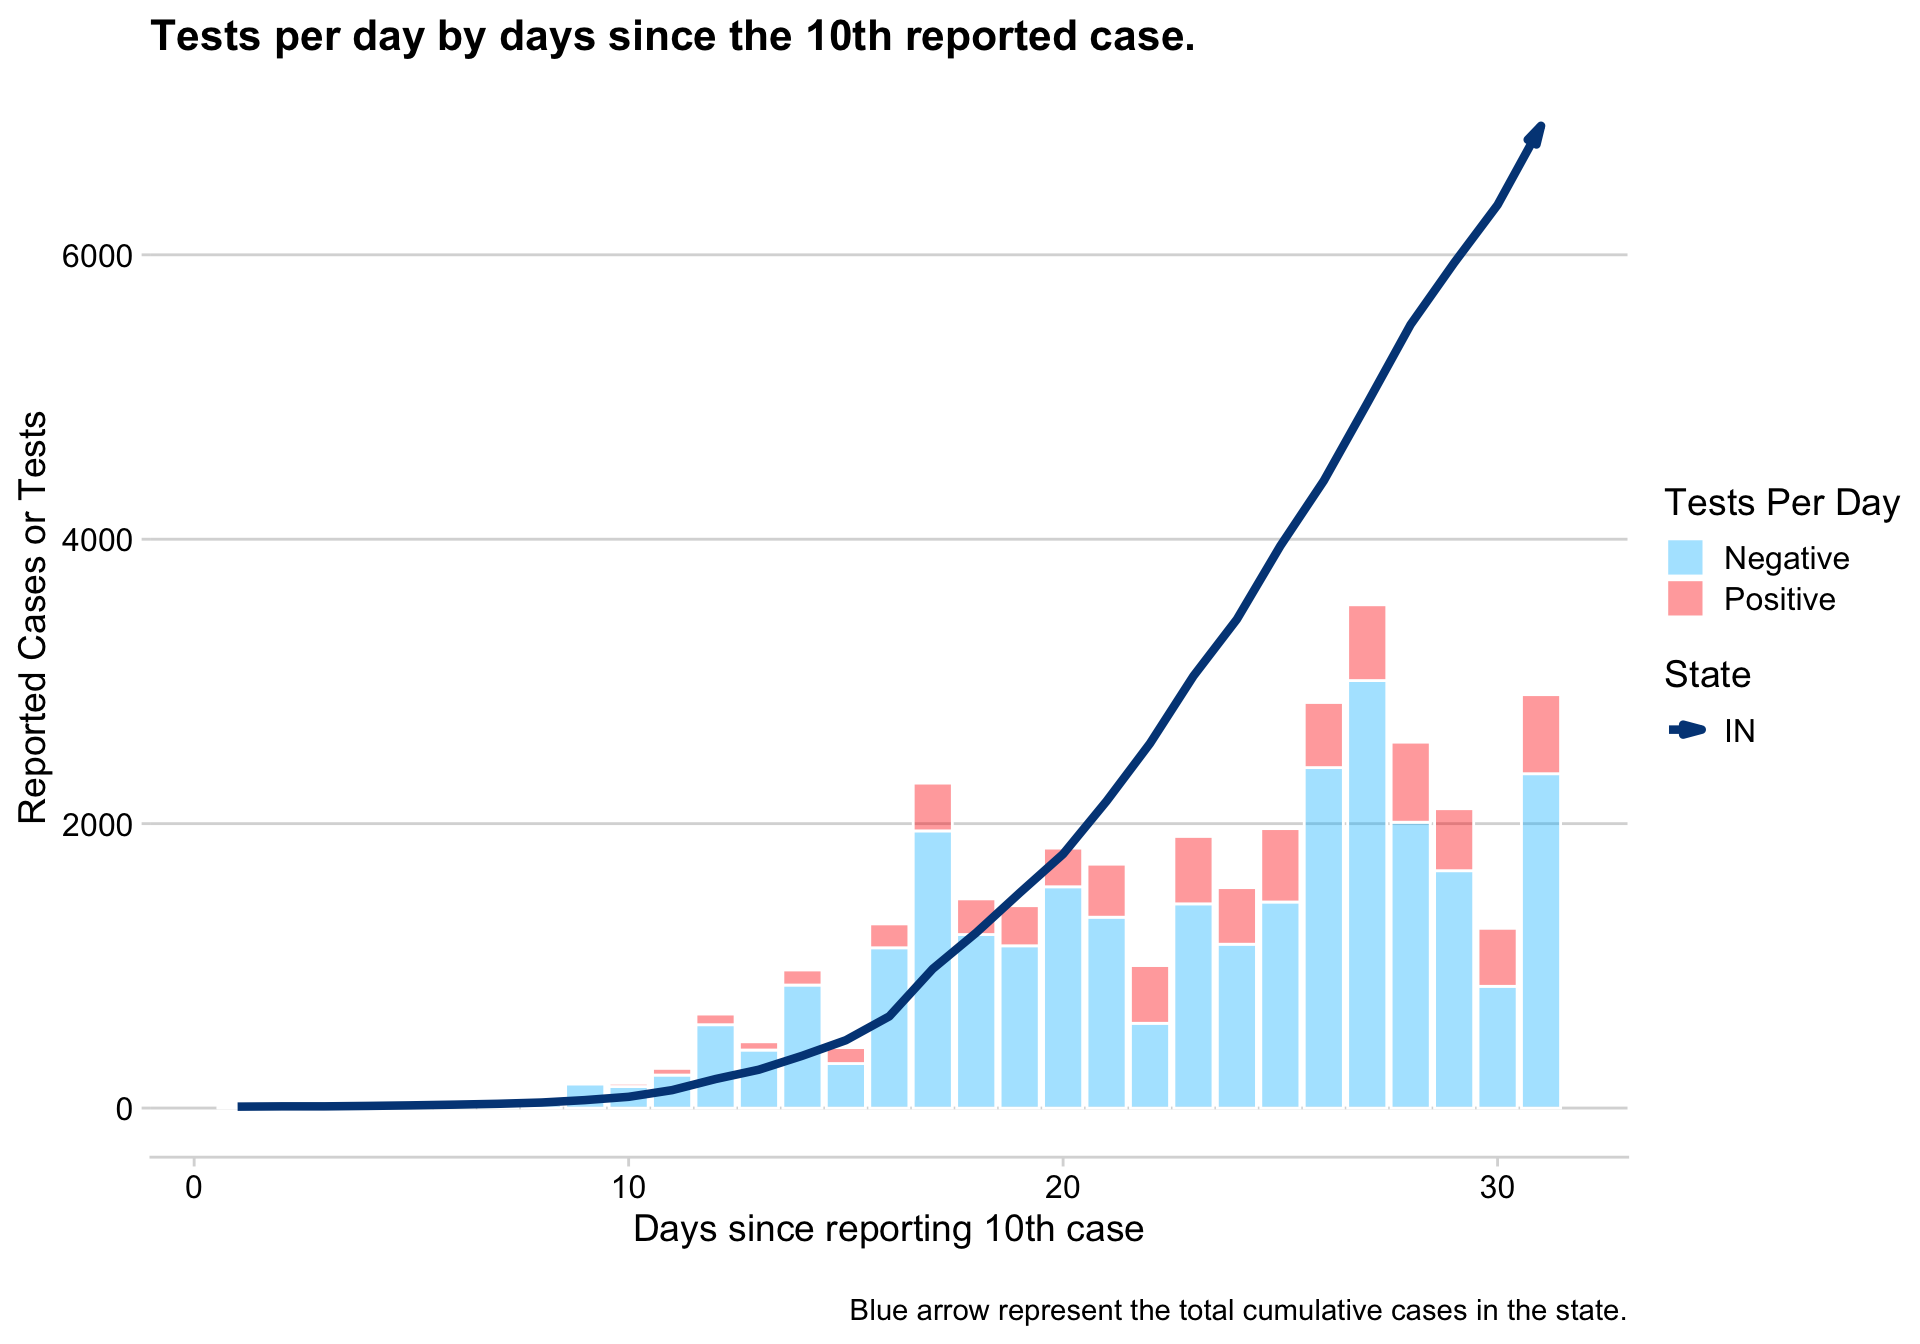 Tests per day by days since the 10th reported case.
Reported Cases or Tests
6000
4000
2000
0
0
10
20
30
Days since reporting 10th case
Tests Per Day
Negative
Positive
State
IN
Blue arrow represent the total cumulative cases in the state.